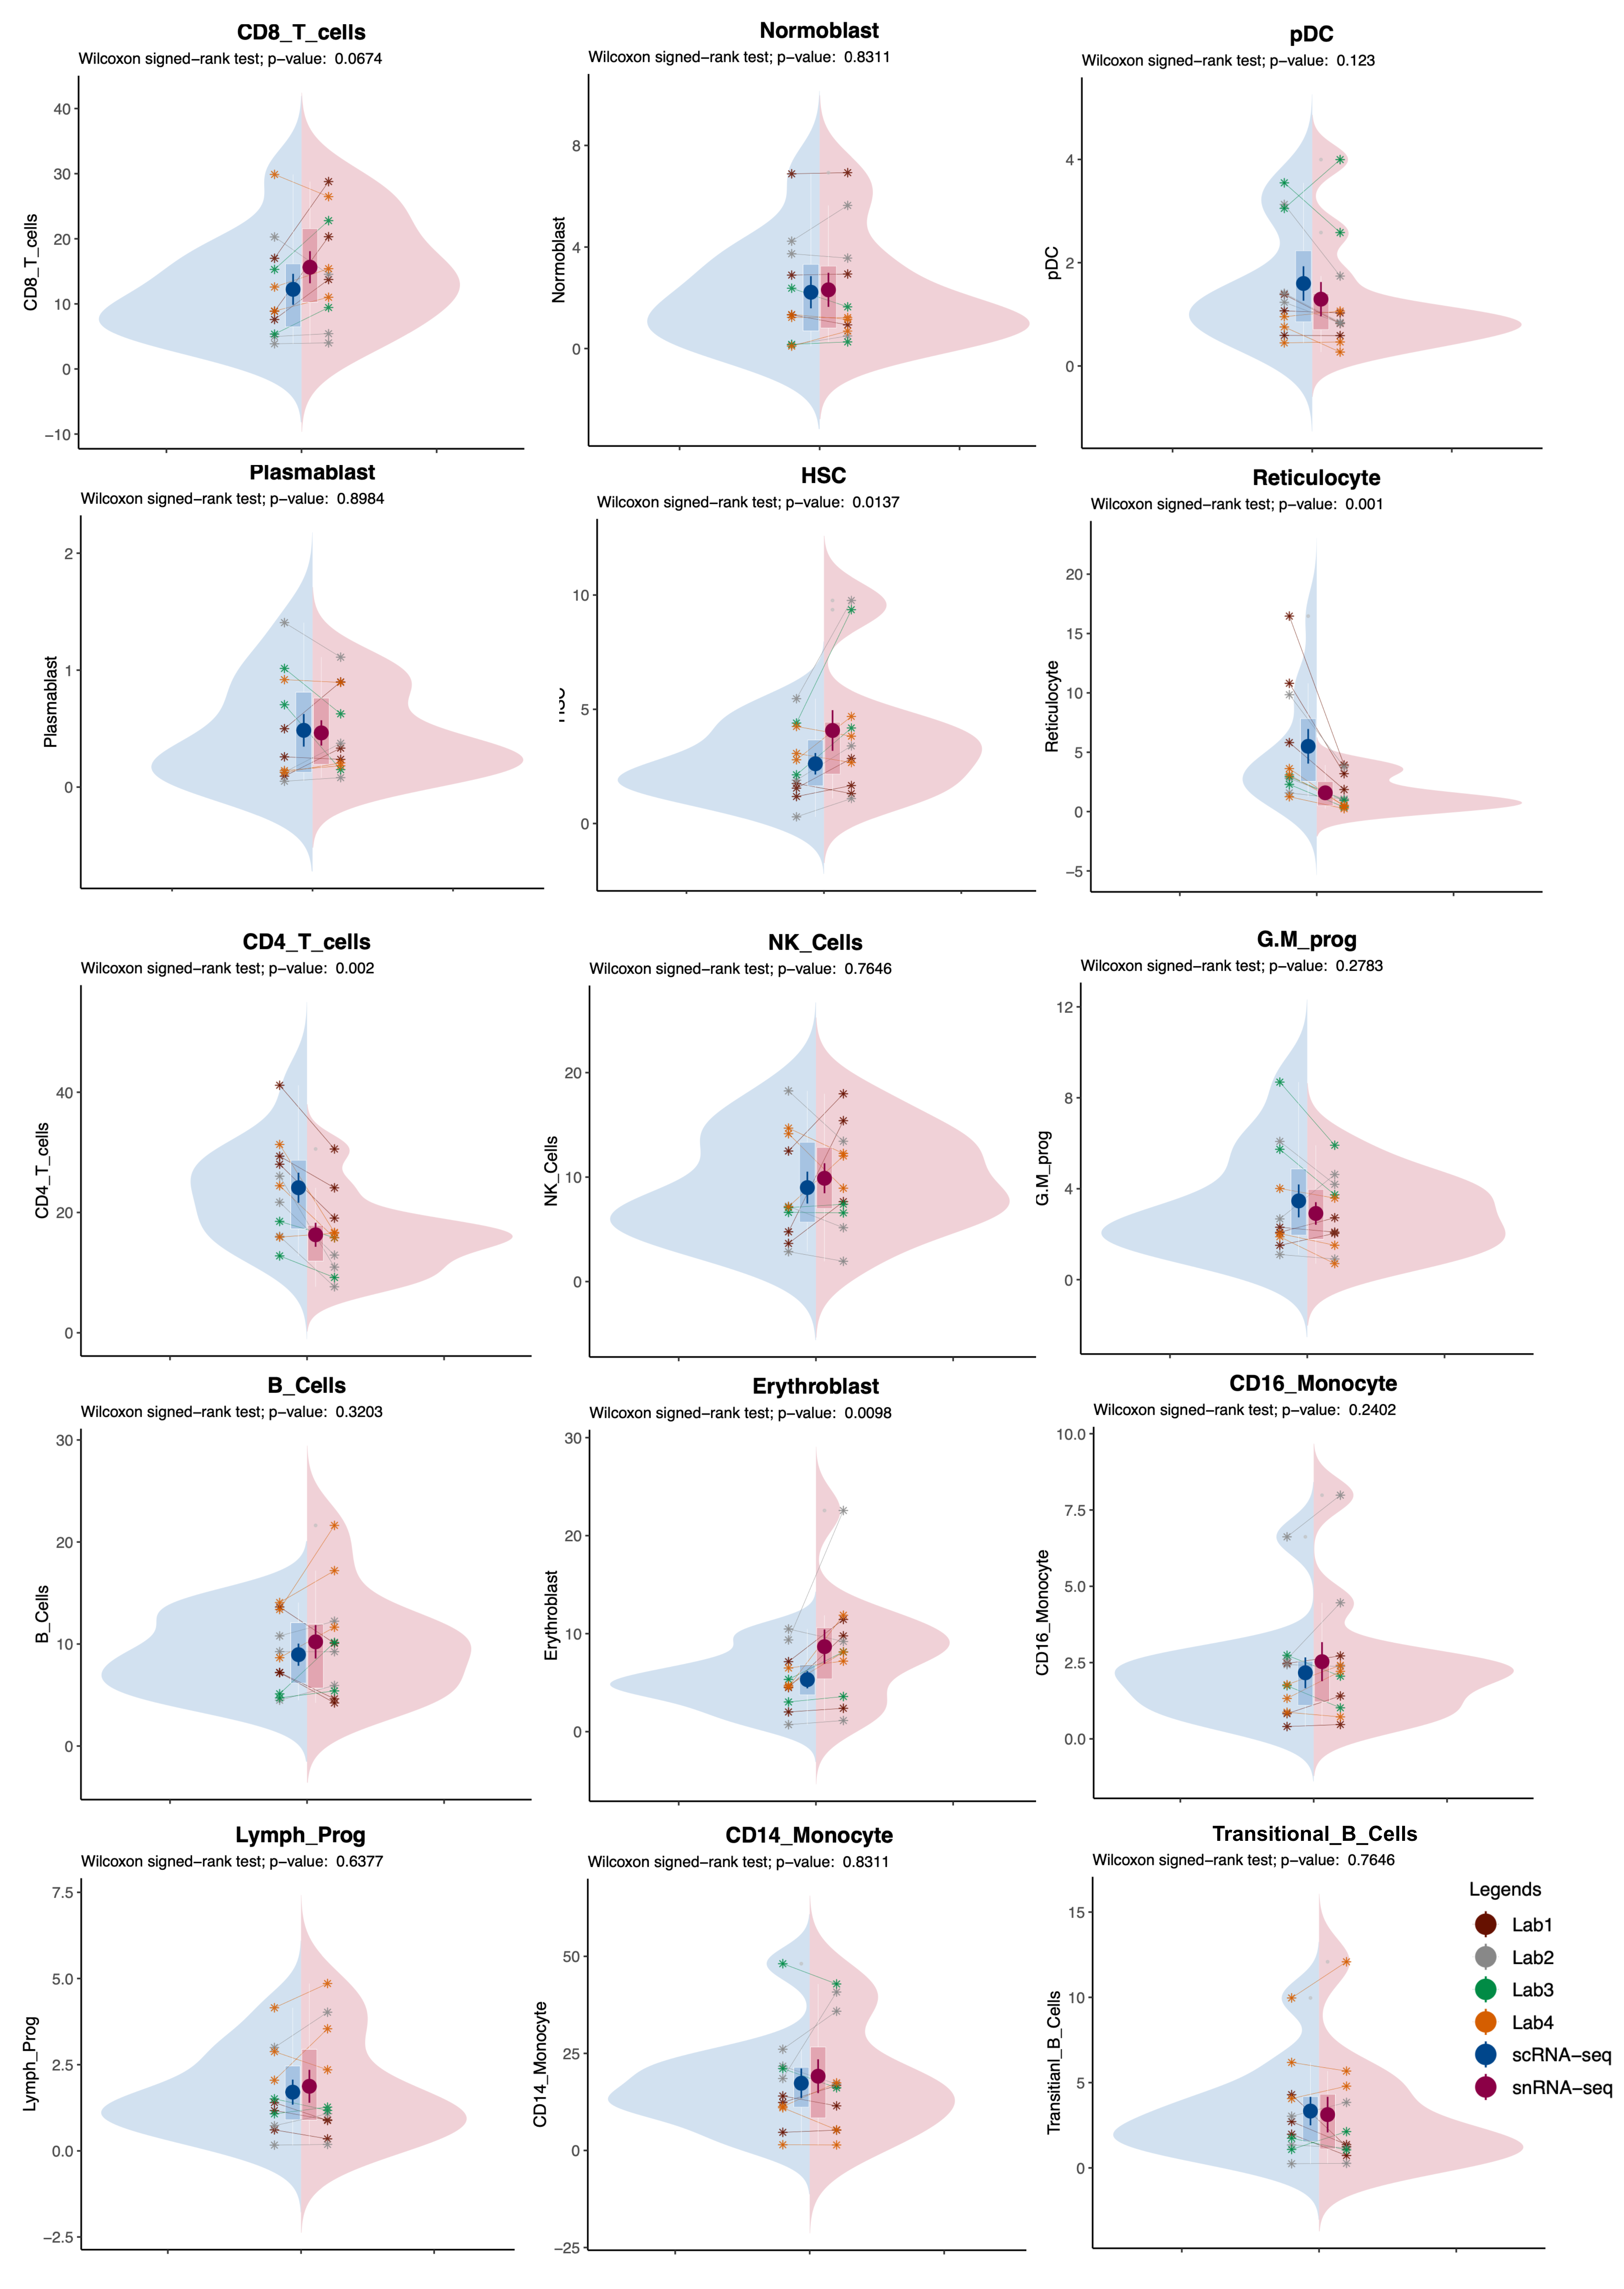 CD8_T_cells
Wilcoxon signed−rank test; p−value: 0.0674
40
30
20
10
0
−10
CD8_T_cells
Normoblast
Wilcoxon signed−rank test; p−value: 0.8311
8
4
0
Normoblast
pDC
Wilcoxon signed−rank test; p−value: 0.123
4
2
0
pDC
Plasmablast
Wilcoxon signed−rank test; p−value: 0.8984
2
1
0
Plasmablast
HSC
Wilcoxon signed−rank test; p−value: 0.0137
10
5
0
Reticulocyte
Wilcoxon signed−rank test; p−value: 0.001
20
15
10
5
0
−5
Reticulocyte
CD4_T_cells
Wilcoxon signed−rank test; p−value: 0.002
40
20
0
CD4_T_cells
NK_Cells
Wilcoxon signed−rank test; p−value: 0.7646
20
10
0
NK_Cells
G.M_prog
Wilcoxon signed−rank test; p−value: 0.2783
12
8
4
0
G.M_prog
B_Cells
Wilcoxon signed−rank test; p−value: 0.3203
30
20
10
0
B_Cells
Erythroblast
Wilcoxon signed−rank test; p−value: 0.0098
30
20
10
0
Erythroblast
CD16_Monocyte
Wilcoxon signed−rank test; p−value: 0.2402
10.0
7.5
5.0
2.5
0.0
CD16_Monocyte
Lymph_Prog
Wilcoxon signed−rank test; p−value: 0.6377
7.5
5.0
2.5
0.0
−2.5
Lymph_Prog
CD14_Monocyte
Wilcoxon signed−rank test; p−value: 0.8311
50
25
0
−25
CD14_Monocyte
Transitional_B_Cells
Wilcoxon signed−rank test; p−value: 0.7646
15
10
5
0
Transitianl_B_Cells
Legends
Lab1
Lab2
Lab3
Lab4
scRNA−seq
snRNA−seq